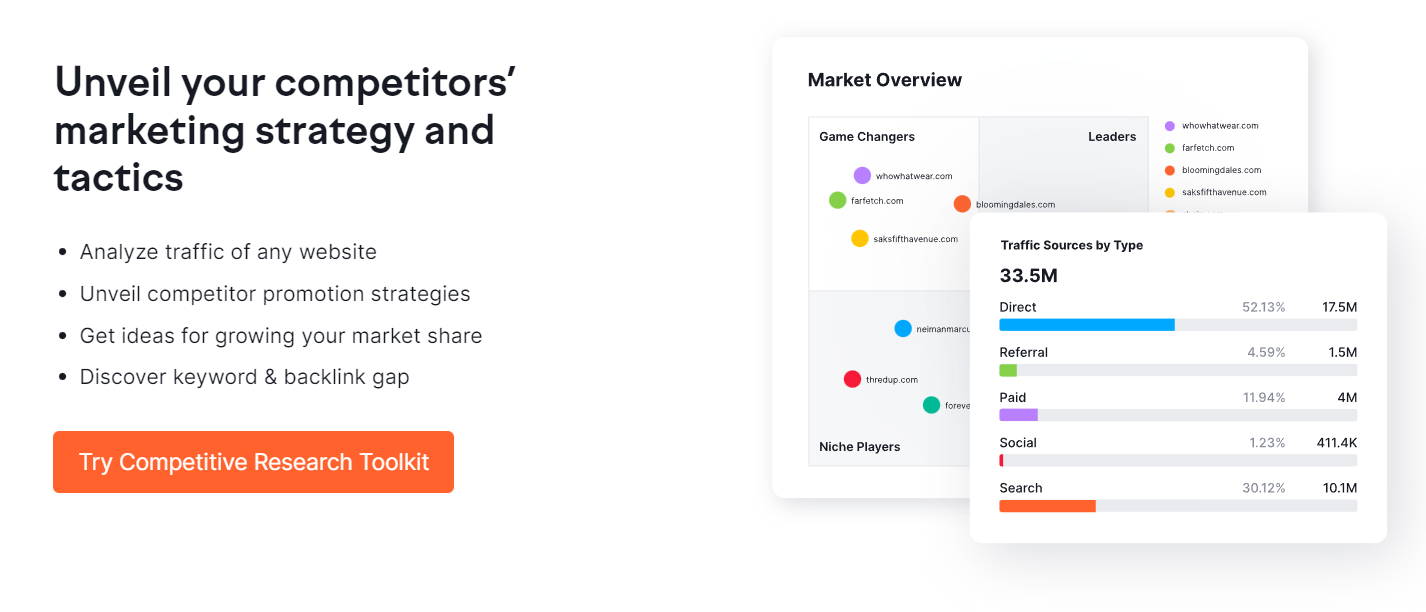 Unveil your competitors’
marketing strategy and
tactics
Analyze traffic of any website
Unveil competitor promotion strategies
Get ideas for growing your market share
Discover keyword & backlink gap
Try Competitive Research Toolkit
Market Overview
Game Changers
Leaders
whowhatwear.com
farfetch.com
bloomingdales.com
saksfifthavenue.com
Niche Players
thredup.com
whowhatwear.com
farfetch.com
bloomingdales.com
saksfifthavenue.com
Traffic Sources by Type
33.5M
Direct 52.13% 17.5M
Referral 4.59% 1.5M
Paid 11.94% 4M
Social 1.23% 411.4K
Search 30.12% 10.1M